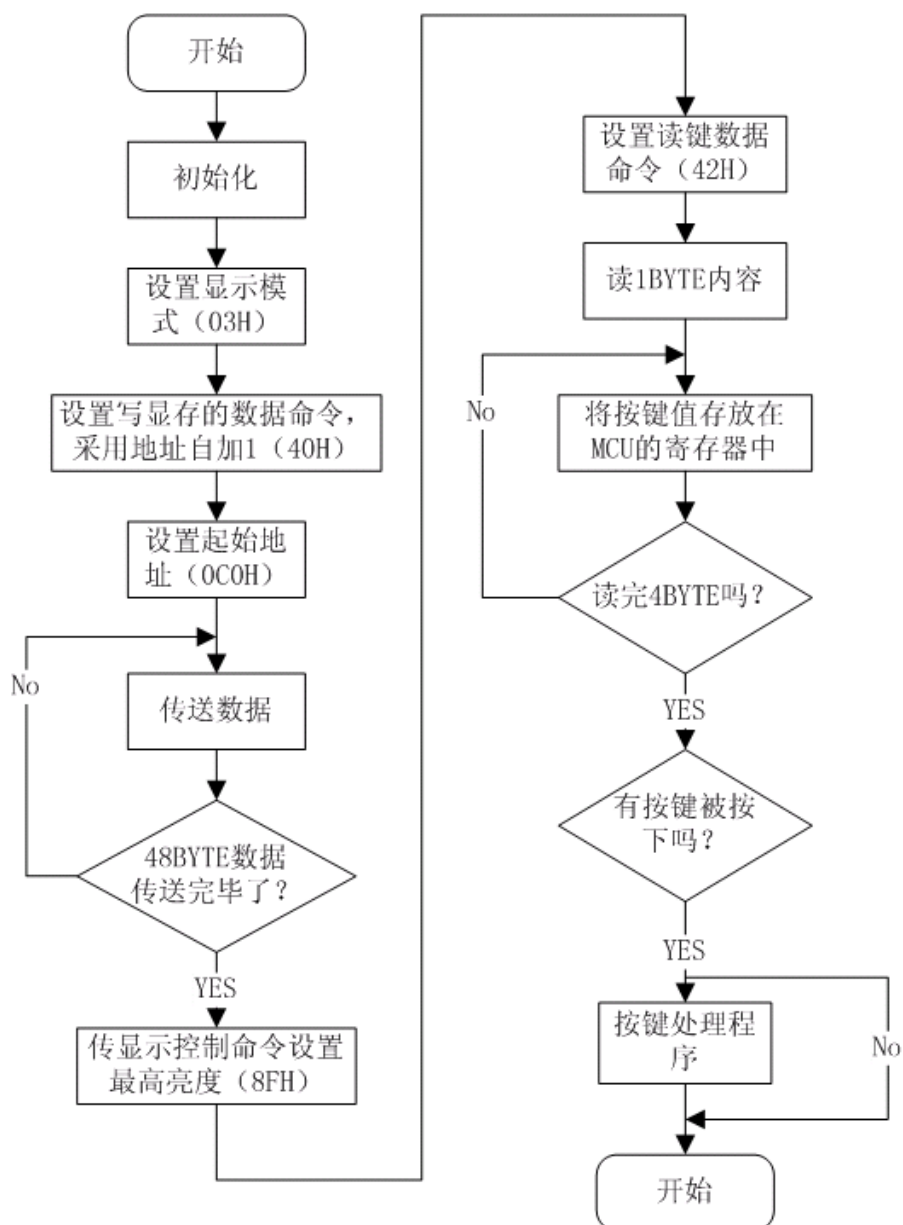 开始
初始化
设置显示模
式（03H）
设置写显存的数据命令，
采用地址自加1（40H）
设置起始地
址（0C0H）
No
传送数据
48BYTE数据
传送完毕了？
YES
传显示控制命令设置
最高亮度（8FH）
设置读键数据
命令（42H）
读1BYTE内容
No
将按键值存放在
MCU的寄存器中
读完4BYTE吗？
YES
有按键被按
下吗？
YES
按键处理程
序
No
开始